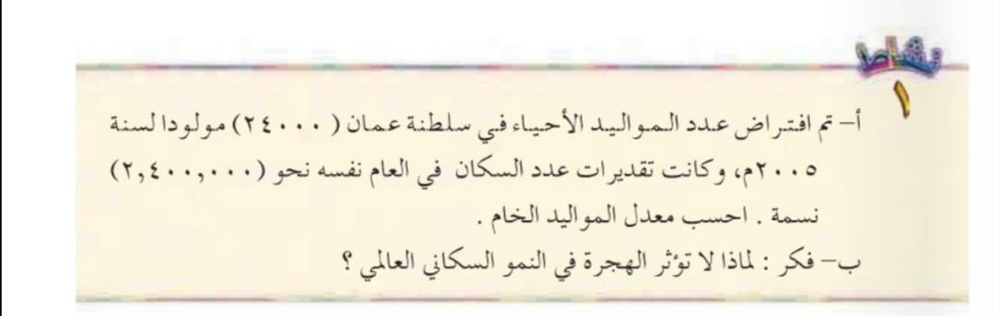 نشاط
١
أ- تم افتراض عدد المواليد الأحياء في سلطنة عمان (٢٤٠٠٠) مولودا لسنة
٢٠٠٥م، وكانت تقديرات عدد السكان في العام نفسه نحو (٢,٤٠٠,٠٠٠)
نسمة . احسب معدل المواليد الخام .
ب- فكر : لماذا لا تؤثر الهجرة في النمو السكاني العالمي ؟